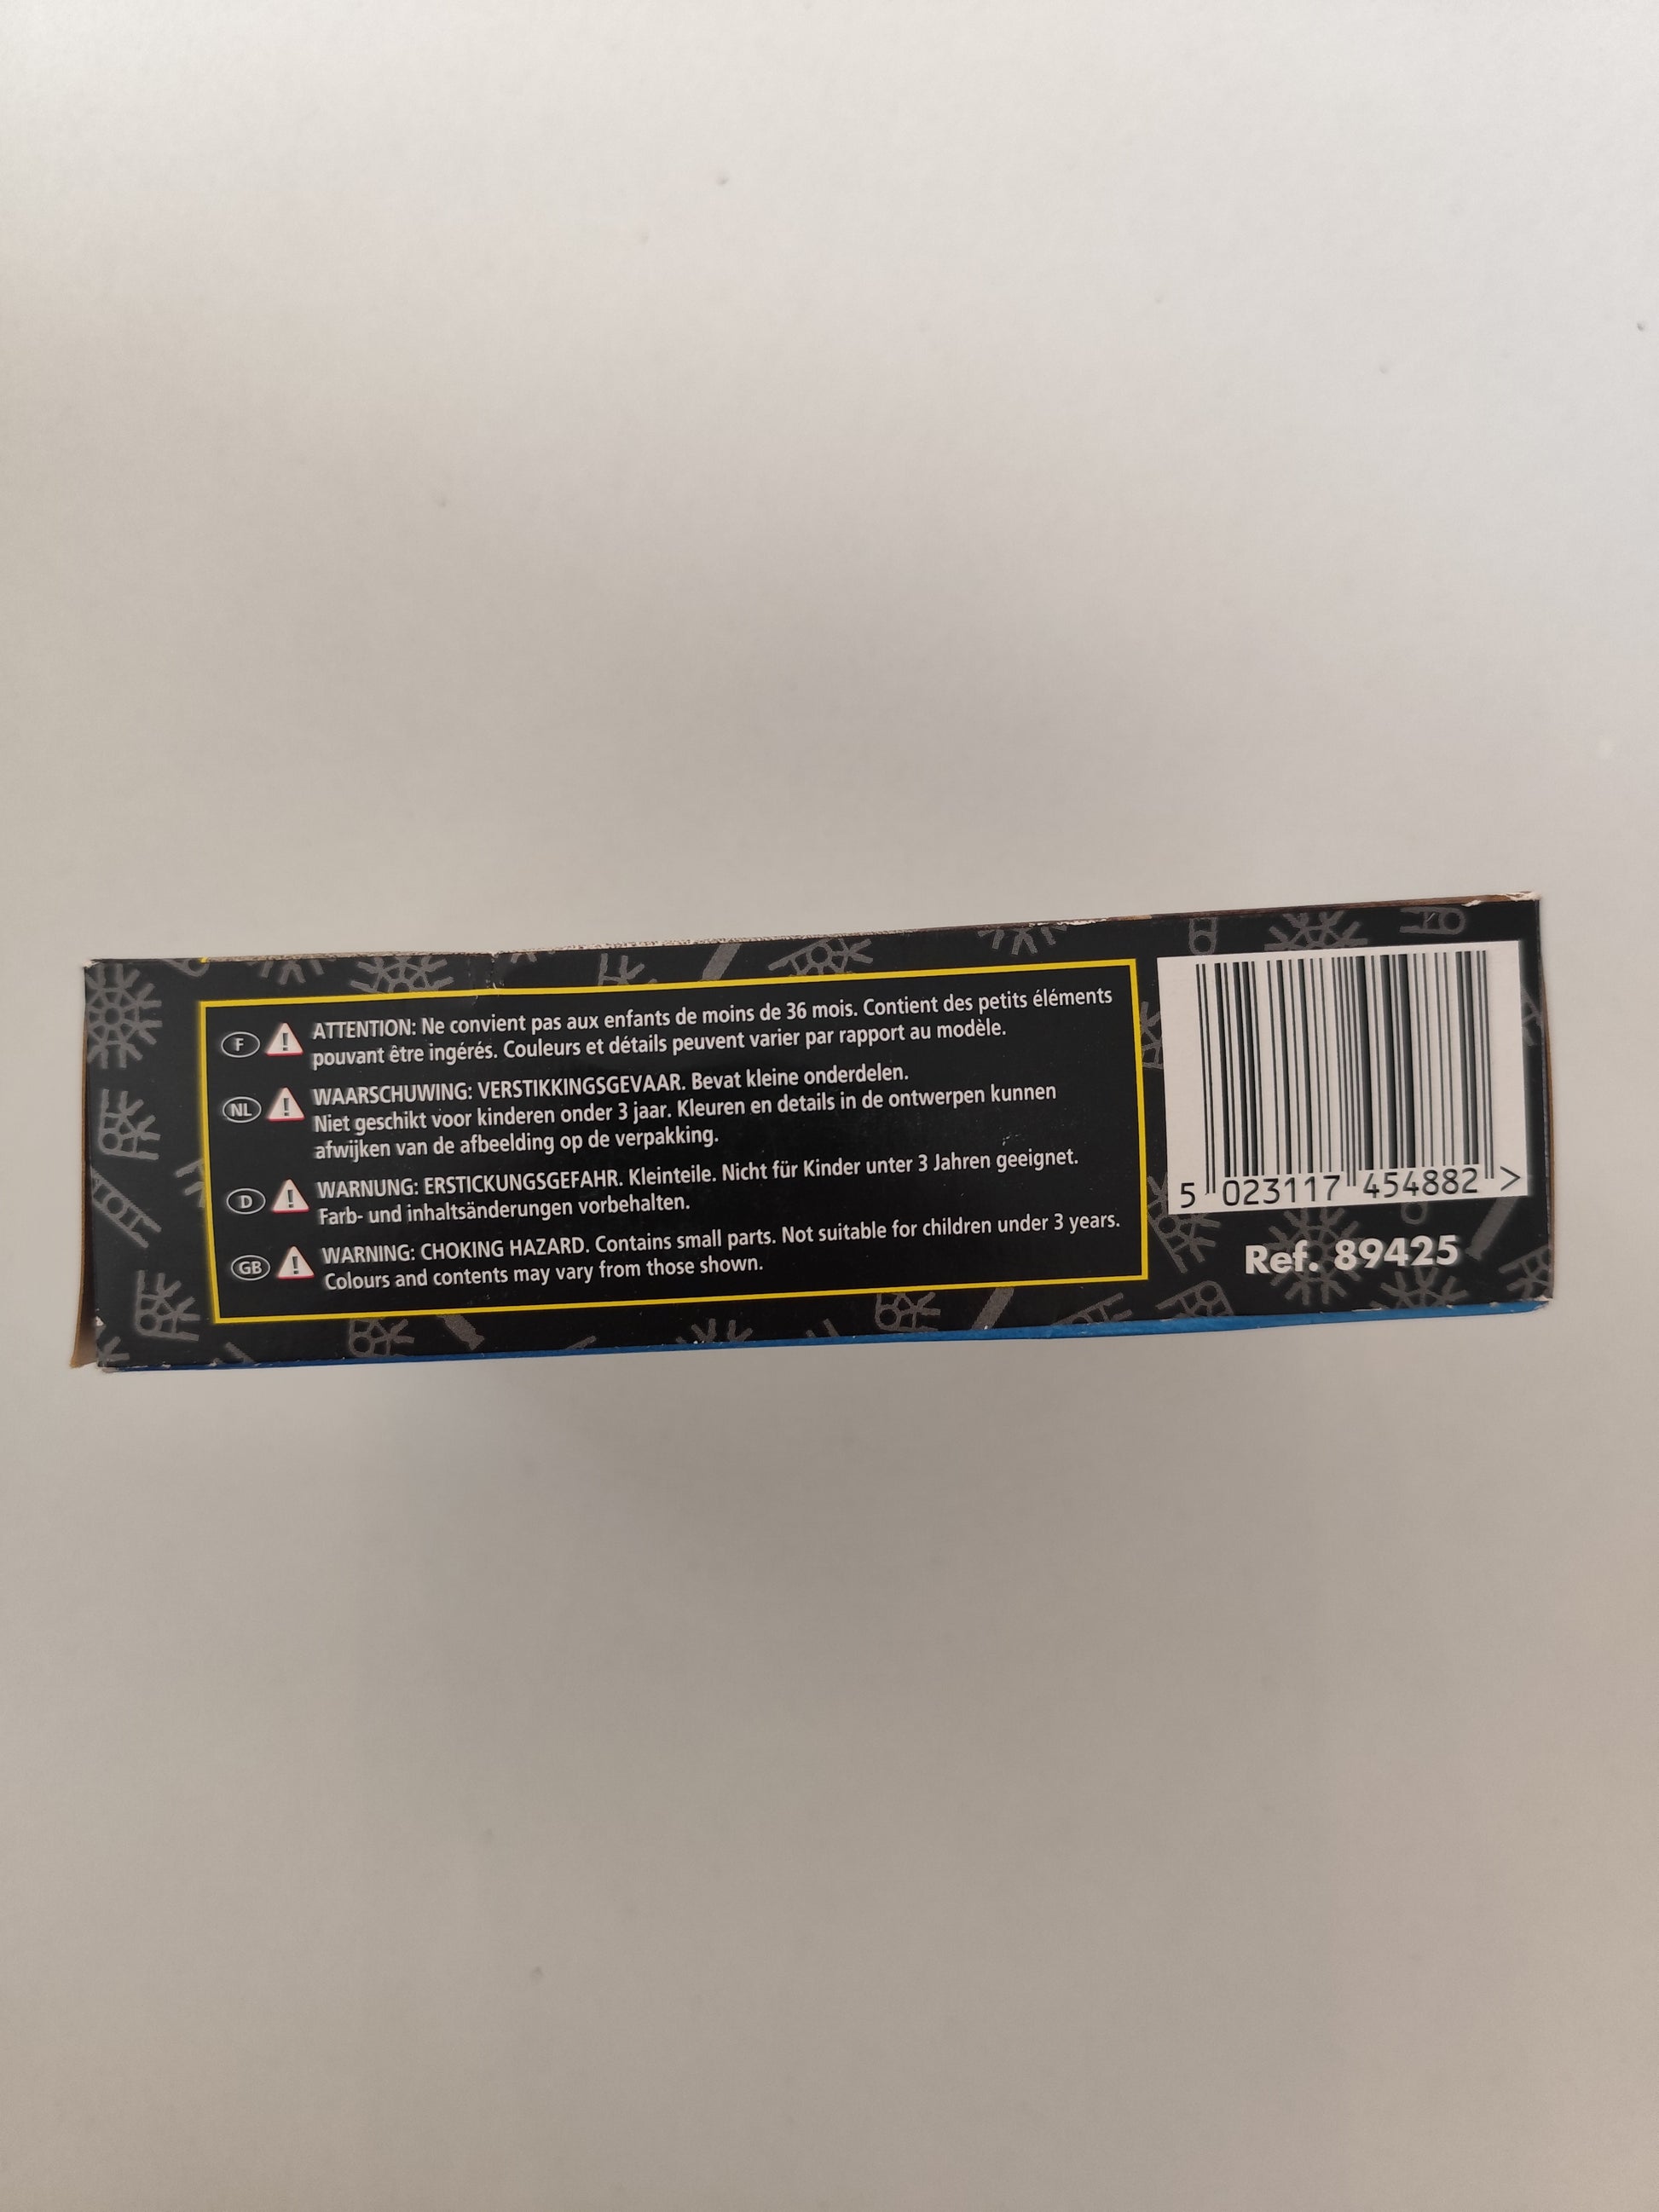 F ATTENTION: Ne convient pas aux enfants de moins de 36 mois. Contient des petits éléments
pouvant être ingérés. Couleurs et détails peuvent varier par rapport au modèle.
NL WAARSCHUWING: VERSTIKKINGSGEVAAR. Bevat kleine onderdelen.
Niet geschikt voor kinderen onder 3 jaar. Kleuren en details in de ontwerpen kunnen
afwijken van de afbeelding op de verpakking.
D WARNUNG: ERSTICKUNGSGEFAHR. Kleinteile. Nicht für Kinder unter 3 Jahren geeignet.
Farb- und inhaltsänderungen vorbehalten.
GB WARNING: CHOKING HAZARD. Contains small parts. Not suitable for children under 3 years.
Colours and contents may vary from those shown.
5 023117 454882 >
Ref. 89425